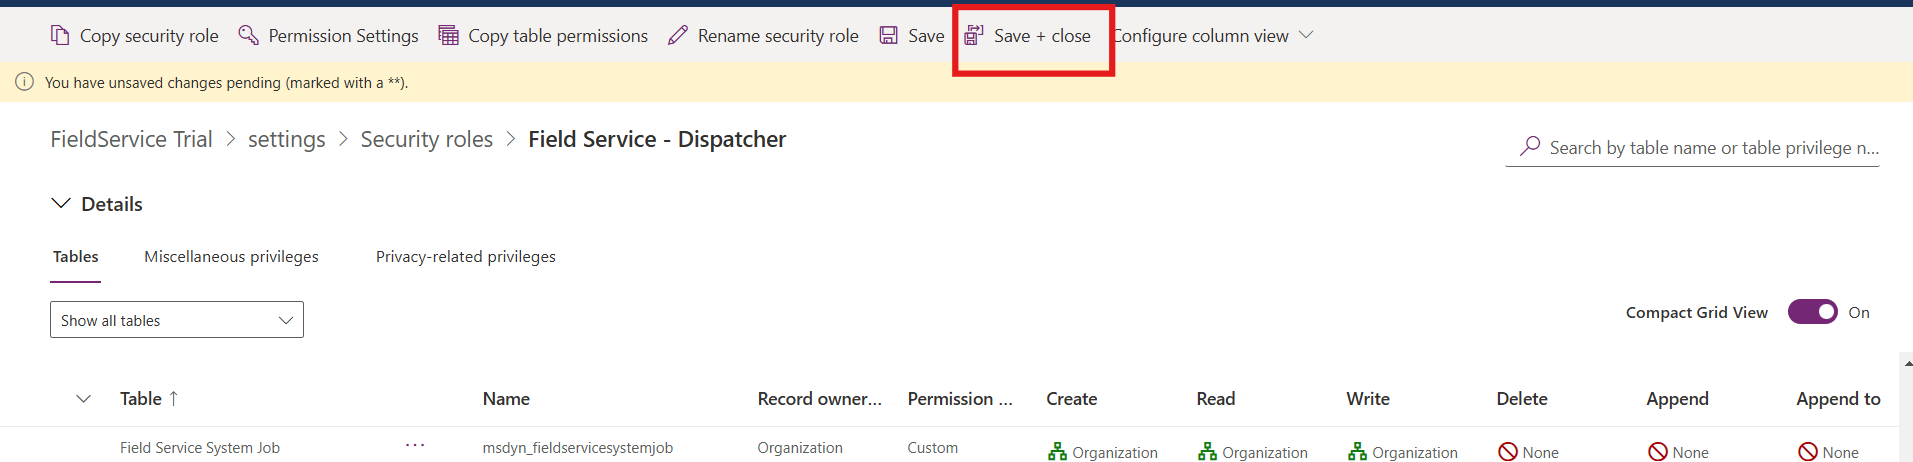 Copy security role Permission Settings Copy table permissions Rename security role Save Save + close Configure column view
You have unsaved changes pending (marked with a **).
FieldService Trial > settings > Security roles > Field Service - Dispatcher
Search by table name or table privilege n...
Details
Tables Miscellaneous privileges Privacy-related privileges
Show all tables
Compact Grid View On
Table ↑ Name Record owner... Permission ... Create Read Write Delete Append Append to
Field Service System Job ... msdyn_fieldservicesystemjob Organization Custom Organization Organization Organization None None None